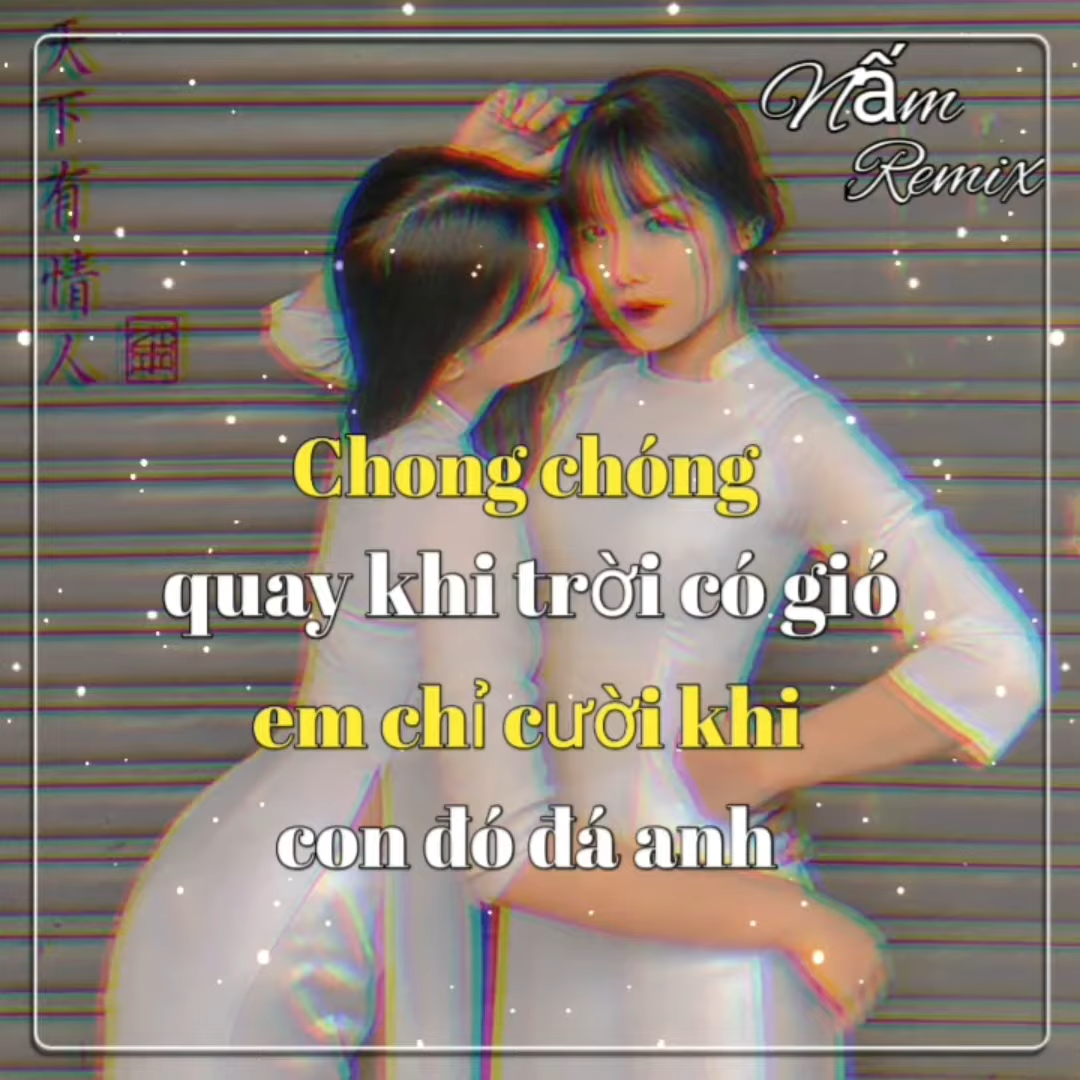 天下有情人
Nấm
Remix
Chong chóng
quay khi trời có gió
em chỉ cười khi
con đó đá anh